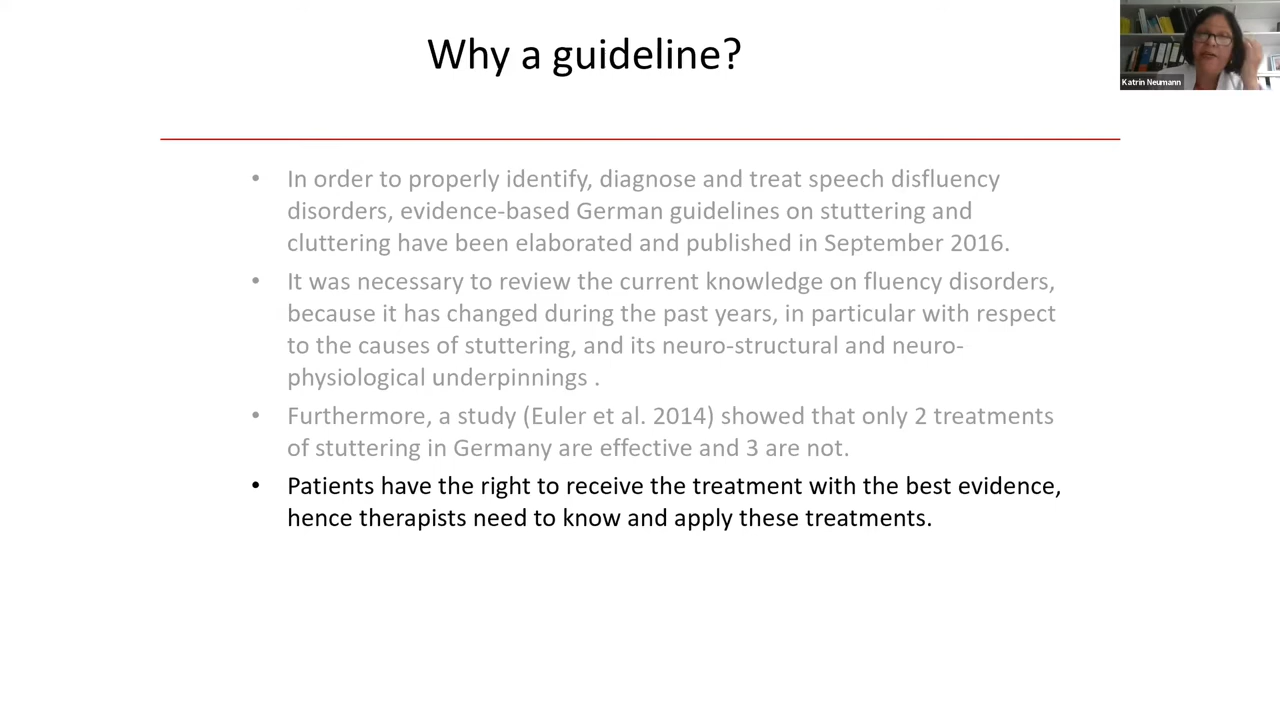 Why a guideline?
Katrin Neumann
• In order to properly identify, diagnose and treat speech disfluency
disorders, evidence-based German guidelines on stuttering and
cluttering have been elaborated and published in September 2016.
• It was necessary to review the current knowledge on fluency disorders,
because it has changed during the past years, in particular with respect
to the causes of stuttering, and its neuro-structural and neuro-
physiological underpinnings .
• Furthermore, a study (Euler et al. 2014) showed that only 2 treatments
of stuttering in Germany are effective and 3 are not.
• Patients have the right to receive the treatment with the best evidence,
hence therapists need to know and apply these treatments.